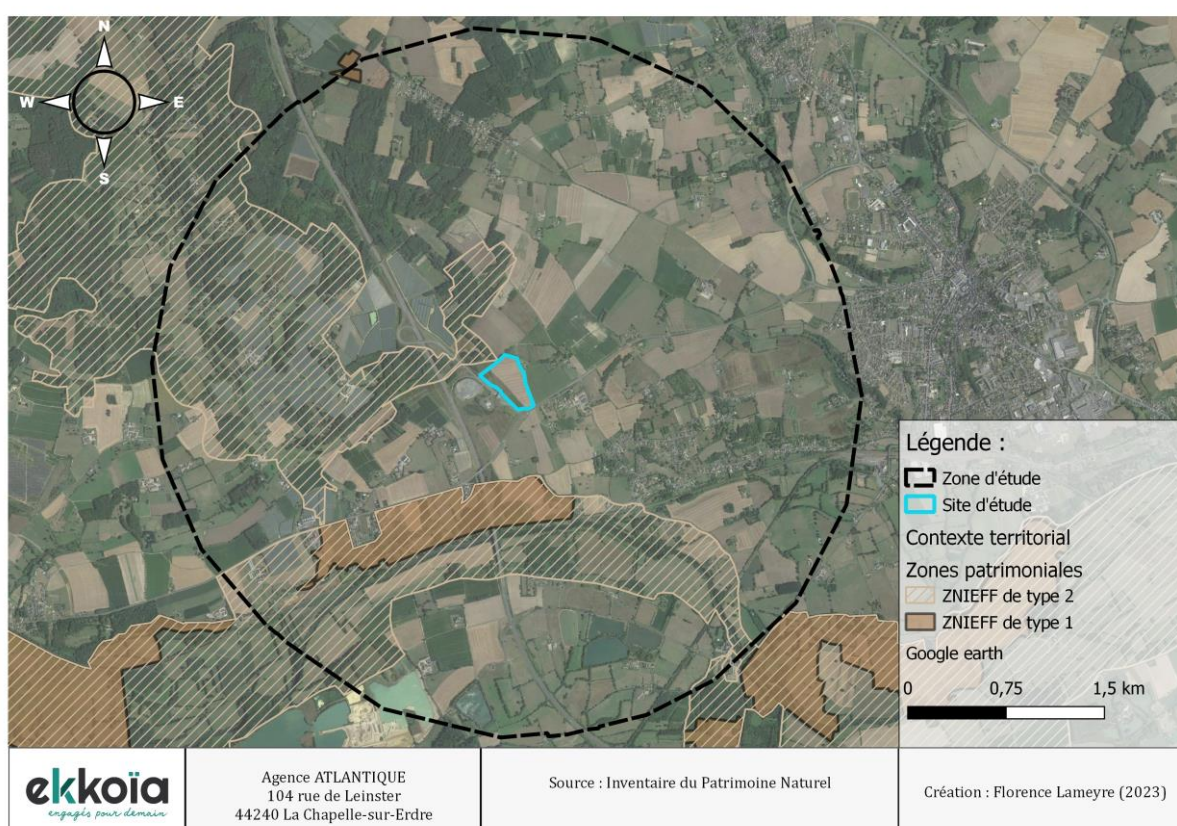 N
W
E
S
Légende :
Zone d'étude
Site d'étude
Contexte territorial
Zones patrimoniales
ZNIEFF de type 2
ZNIEFF de type 1
Google earth
0 0,75 1,5 km
ekkoïa
engagés pour demain
Agence ATLANTIQUE
104 rue de Leinster
44240 La Chapelle-sur-Erdre
Source : Inventaire du Patrimoine Naturel
Création : Florence Lameyre (2023)